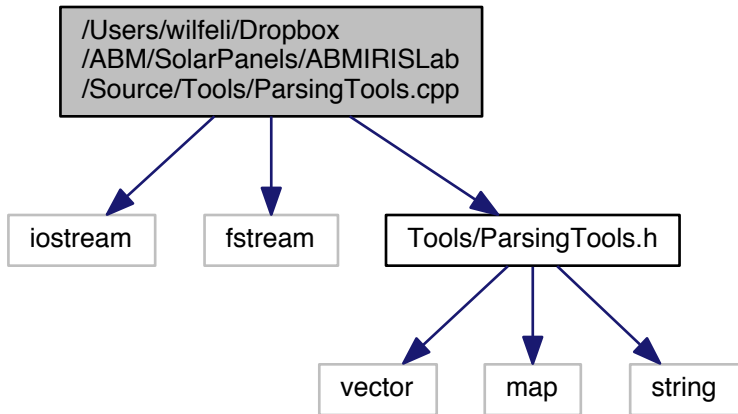 /Users/wilfeli/Dropbox
/ABM/SolarPanels/ABMIRISLab
/Source/Tools/ParsingTools.cpp
iostream
fstream
Tools/ParsingTools.h
vector
map
string